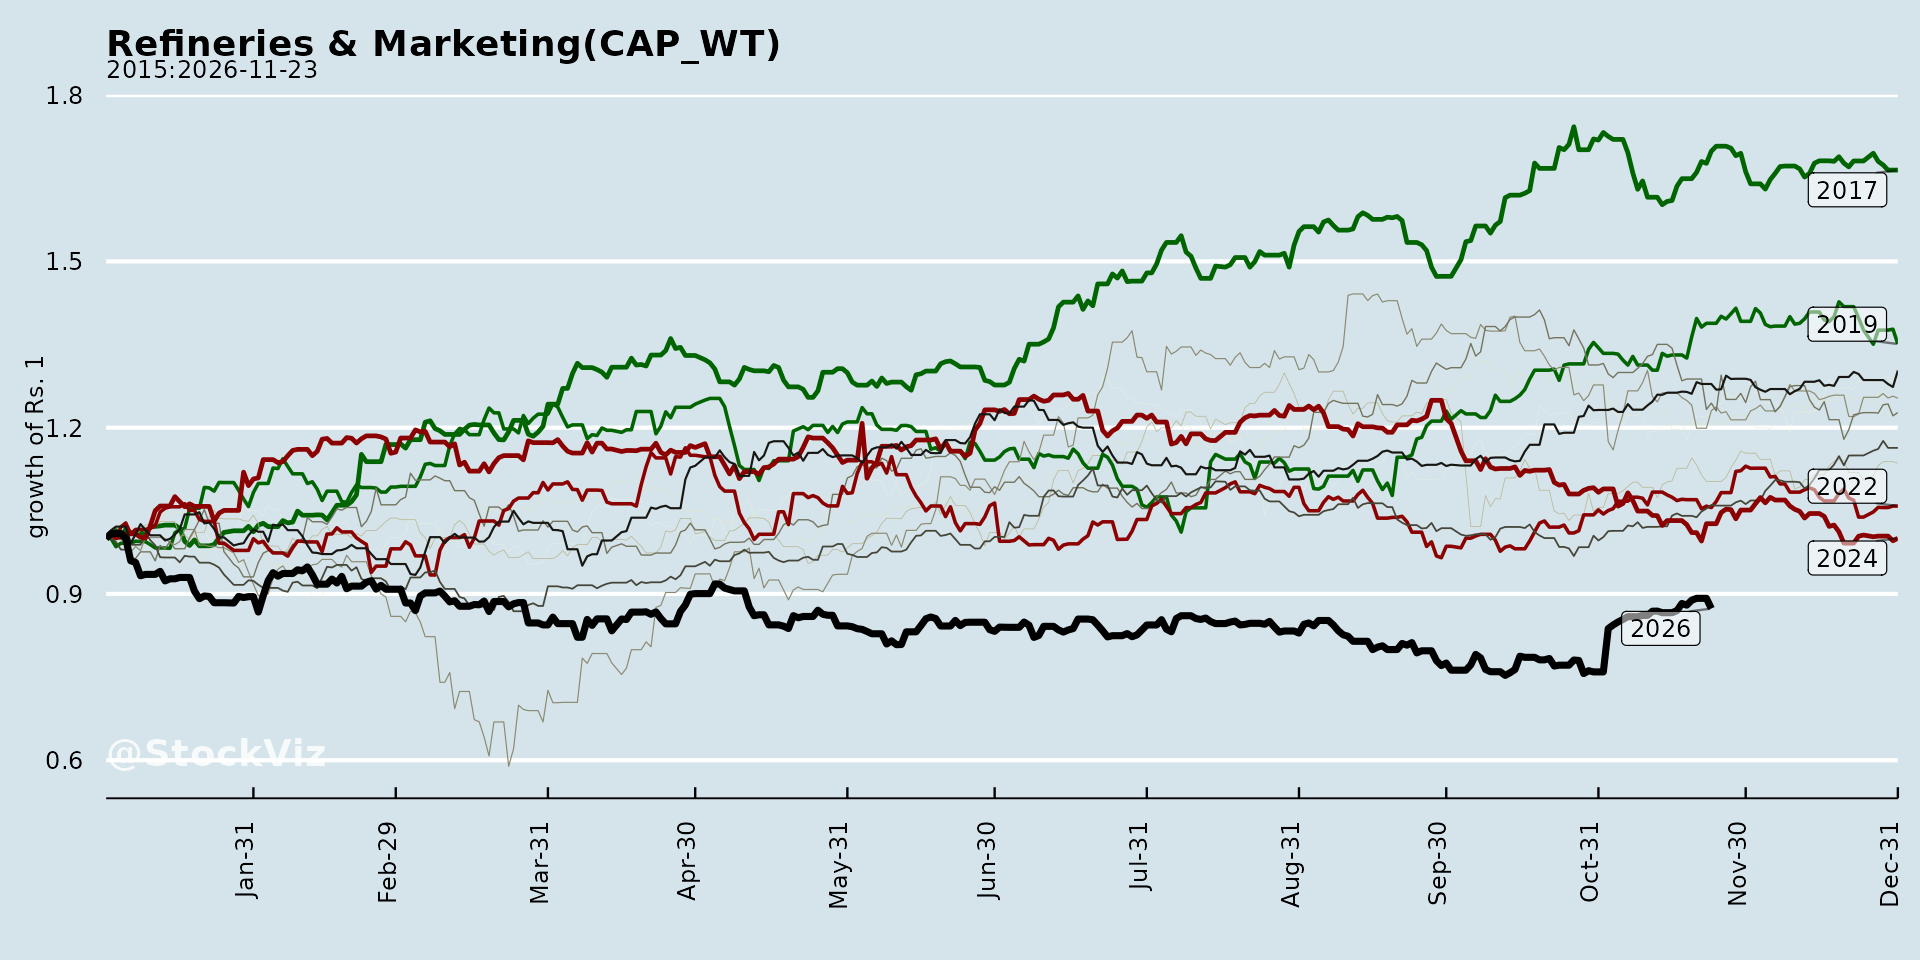 Refineries & Marketing(CAP_WT)
2015:2026-11-23
growth of Rs. 1
1.8
1.5
1.2
0.9
0.6
2017
2019
2022
2024
2026
@StockViz
Jan-31
Feb-29
Mar-31
Apr-30
May-31
Jun-30
Jul-31
Aug-31
Sep-30
Oct-31
Nov-30
Dec-31